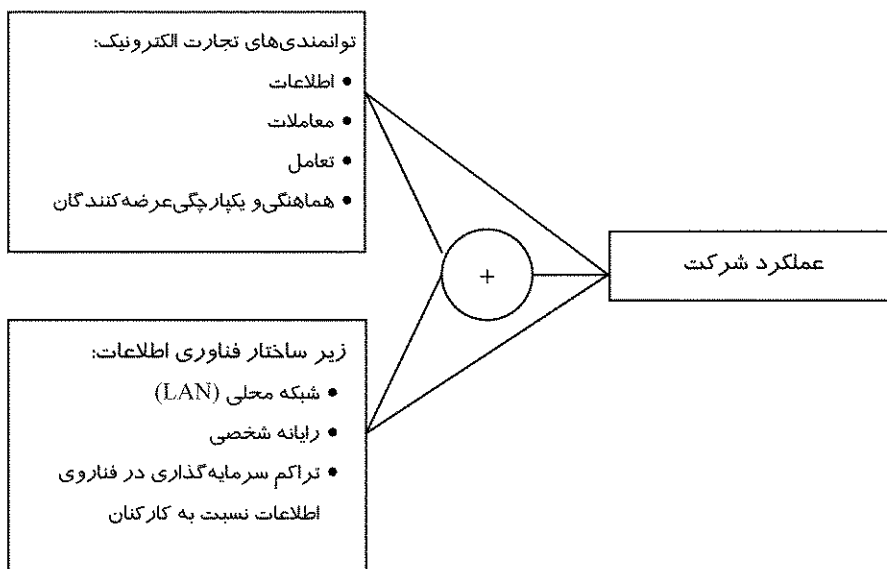 توانمندی‌های تجارت الکترونیک:
• اطلاعات
• معاملات
• تعامل
• هماهنگی و یکپارچگی عرضه‌کنندگان
+
عملکرد شرکت
زیر ساختار فناوری اطلاعات:
• شبکه محلی (LAN)
• رایانه شخصی
• تراکم سرمایه‌گذاری در فناروی
اطلاعات نسبت به کارکنان